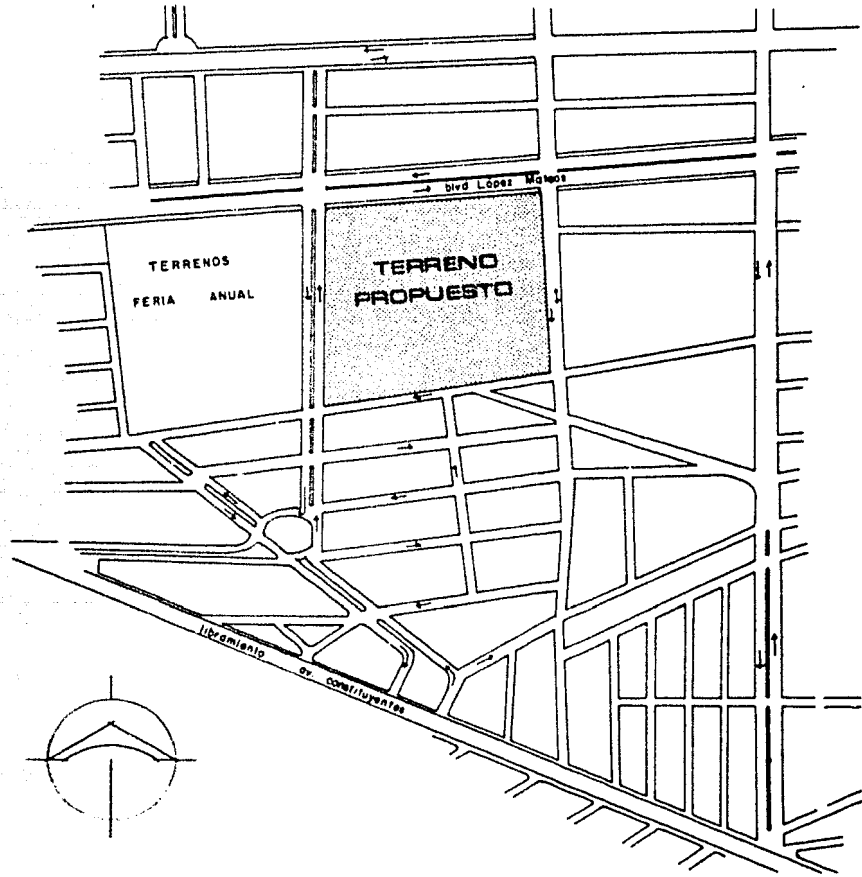 blvd López Mateos
TERRENOS
FERIA ANUAL
TERRENO
PROPUESTO
libramiento av. constituyentes